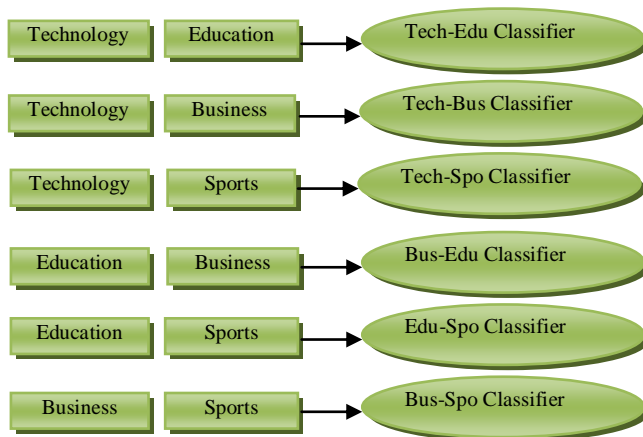 Technology Education Tech-Edu Classifier
Technology Business Tech-Bus Classifier
Technology Sports Tech-Spo Classifier
Education Business Bus-Edu Classifier
Education Sports Edu-Spo Classifier
Business Sports Bus-Spo Classifier